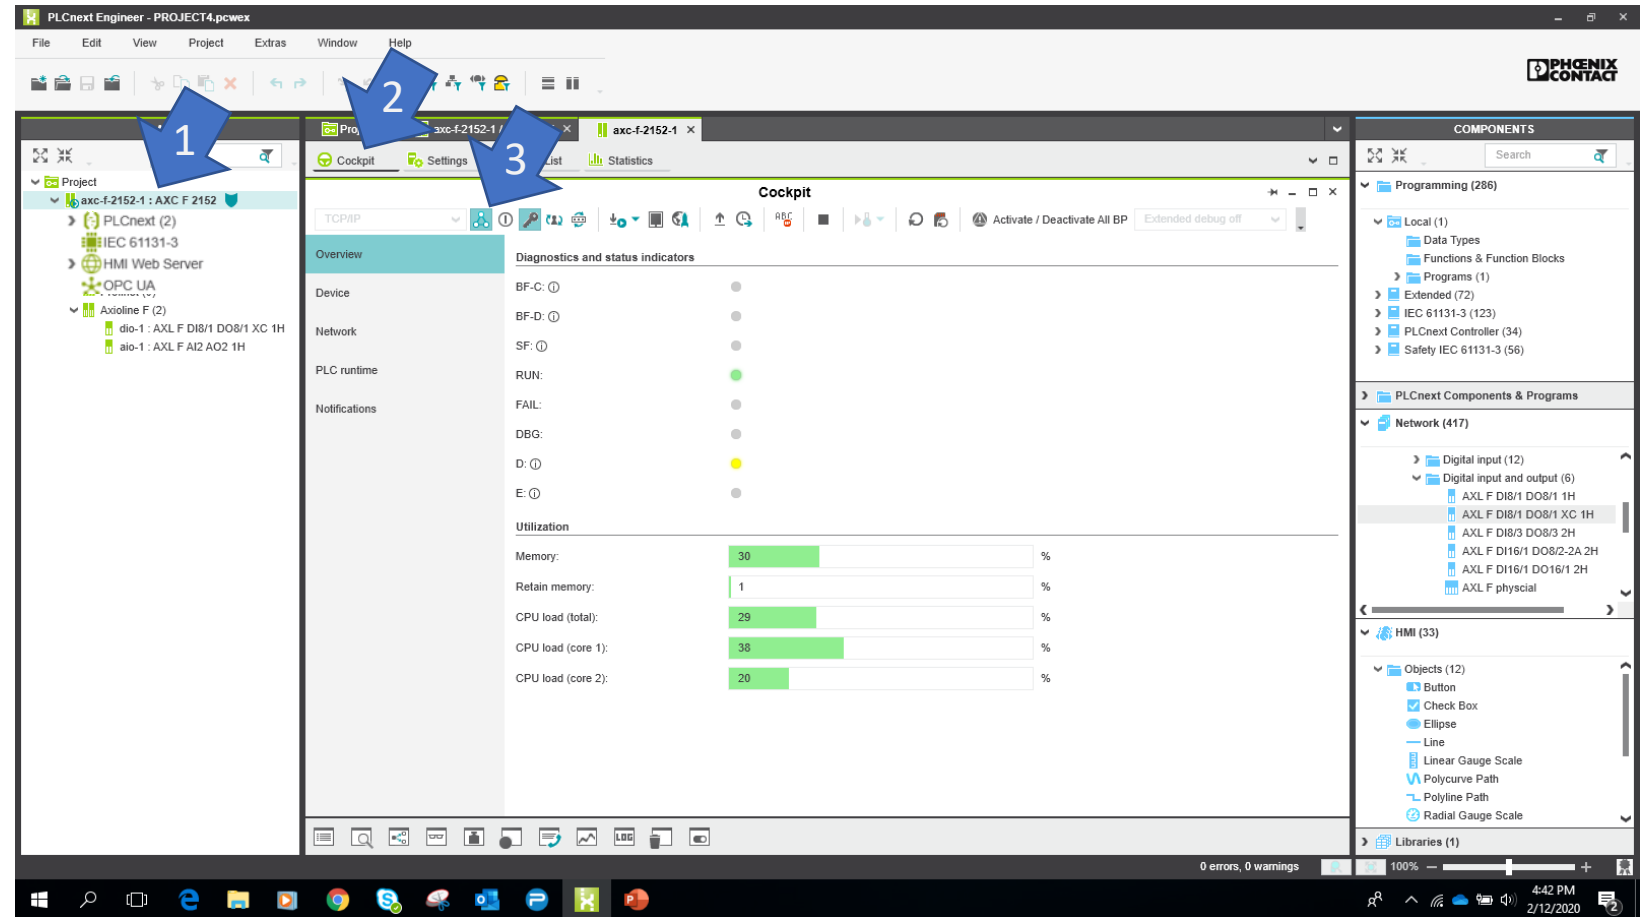 PLCnext Engineer - PROJECT4.pcwex
File Edit View Project Extras Window Help
PHŒNIX
CONTACT
1
2
3
axc-f-2152-1 /
axc-f-2152-1
COMPONENTS
Cockpit Settings List Statistics
Search
Project
axc-f-2152-1 : AXC F 2152
PLCnext (2)
IEC 61131-3
HMI Web Server
OPC UA
Axioline F (2)
dio-1 : AXL F DI8/1 DO8/1 XC 1H
aio-1 : AXL F AI2 AO2 1H
Cockpit
TCP/IP
Activate / Deactivate All BP
Extended debug off
Overview
Device
Network
PLC runtime
Notifications
Diagnostics and status indicators
BF-C:
BF-D:
SF:
RUN:
FAIL:
DBG:
D:
E:
Utilization
Memory: 30 %
Retain memory: 1 %
CPU load (total): 29 %
CPU load (core 1): 38 %
CPU load (core 2): 20 %
LOG
Programming (286)
Local (1)
Data Types
Functions & Function Blocks
Programs (1)
Extended (72)
IEC 61131-3 (123)
PLCnext Controller (34)
Safety IEC 61131-3 (56)
PLCnext Components & Programs
Network (417)
Digital input (12)
Digital input and output (6)
AXL F DI8/1 DO8/1 1H
AXL F DI8/1 DO8/1 XC 1H
AXL F DI8/3 DO8/3 2H
AXL F DI16/1 DO8/2-2A 2H
AXL F DI16/1 DO16/1 2H
AXL F physcial
HMI (33)
Objects (12)
Button
Check Box
Ellipse
Line
Linear Gauge Scale
Polycurve Path
Polyline Path
Radial Gauge Scale
Libraries (1)
0 errors, 0 warnings
100%
4:42 PM
2/12/2020
2